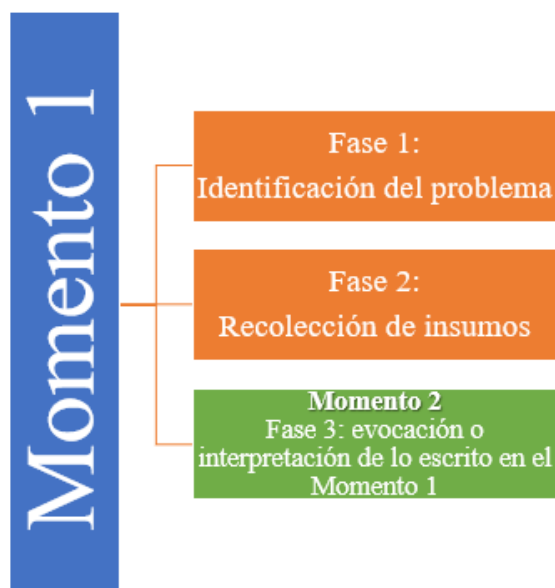 Momento 1
Fase 1:
Identificación del problema
Fase 2:
Recolección de insumos
Momento 2
Fase 3: evocación o
interpretación de lo escrito en el
Momento 1